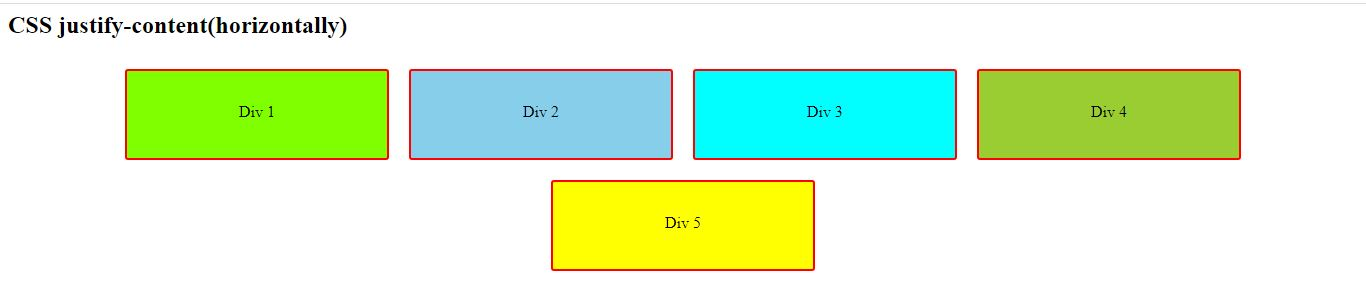 CSS justify-content(horizontally)
Div 1
Div 2
Div 3
Div 4
Div 5